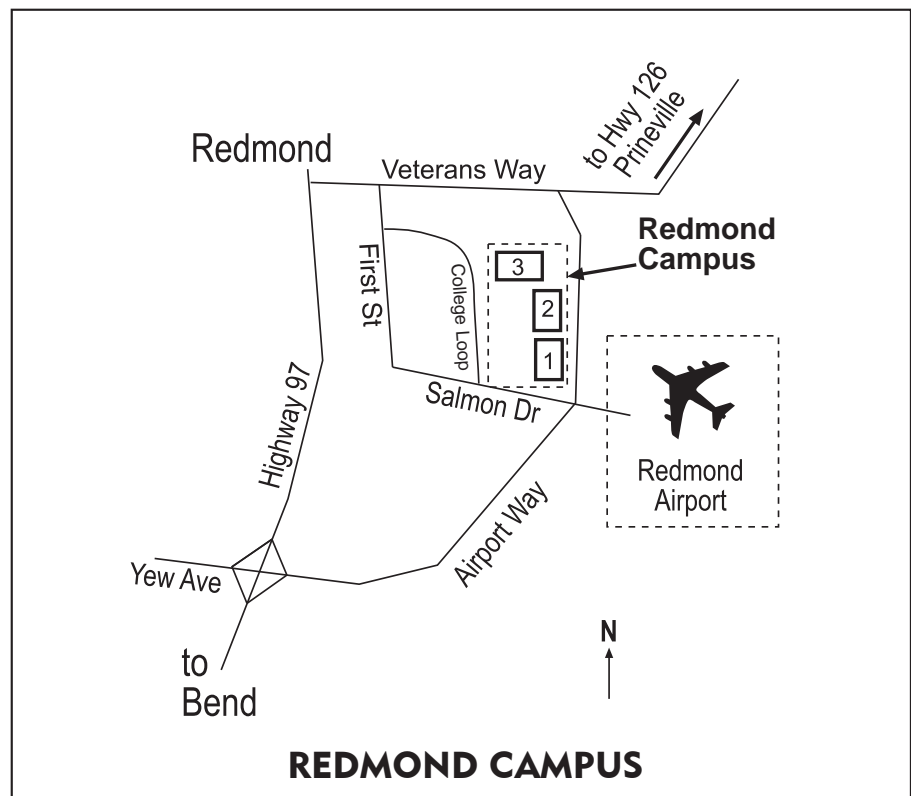 to Hwy 126
Prineville
Redmond
Veterans Way
Redmond
Campus
First St
College Loop
3
2
1
Salmon Dr
Highway 97
Redmond
Airport
Airport Way
Yew Ave
N
to
Bend
REDMOND CAMPUS